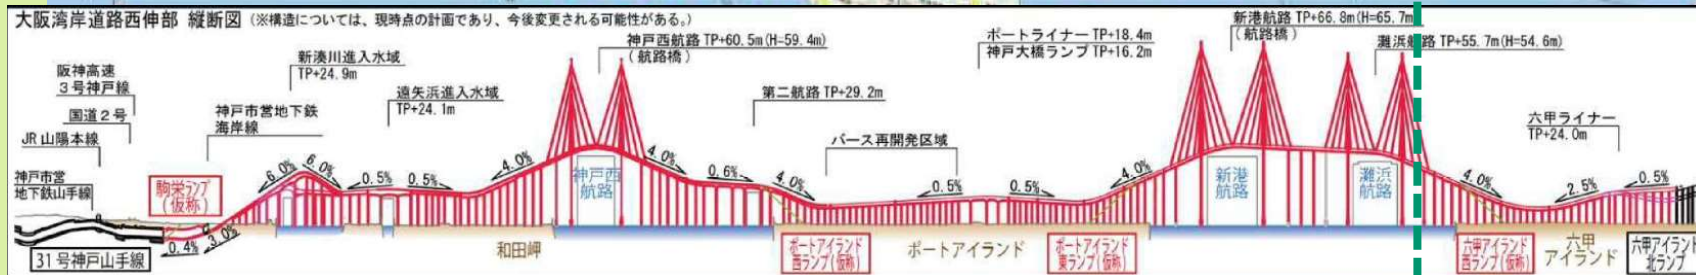 大阪湾岸道路西伸部 縦断図 (※構造については、現時点の計画であり、今後変更される可能性がある。)
阪神高速
3号神戸線
国道2号
JR山陽本線
神戸市営
地下鉄山手線
新湊川進入水域
TP+24.9m
神戸市営地下鉄
海岸線
遠矢浜進入水域
TP+24.1m
神戸西航路 TP+60.5m(H=59.4m)
(航路橋)
第二航路 TP+29.2m
バース再開発区域
ポートライナー TP+18.4m
神戸大橋ランプ TP+16.2m
新港航路 TP+66.8m(H=65.7m)
(航路橋)
灘浜航路 TP+55.7m(H=54.6m)
六甲ライナー
TP+24.0m
駒栄ランプ
(仮称)
0.4%
3.0%
6.0%
6.0%
0.5%
0.5%
4.0%
4.0%
0.6%
4.0%
0.5%
0.5%
4.0%
4.0%
2.5%
0.5%
神戸西
航路
新港
航路
灘浜
航路
31号神戸山手線
和田岬
ポートアイランド
西ランプ(仮称)
ポートアイランド
ポートアイランド
東ランプ(仮称)
六甲アイランド
西ランプ(仮称)
六甲
アイランド
六甲アイランド
北ランプ